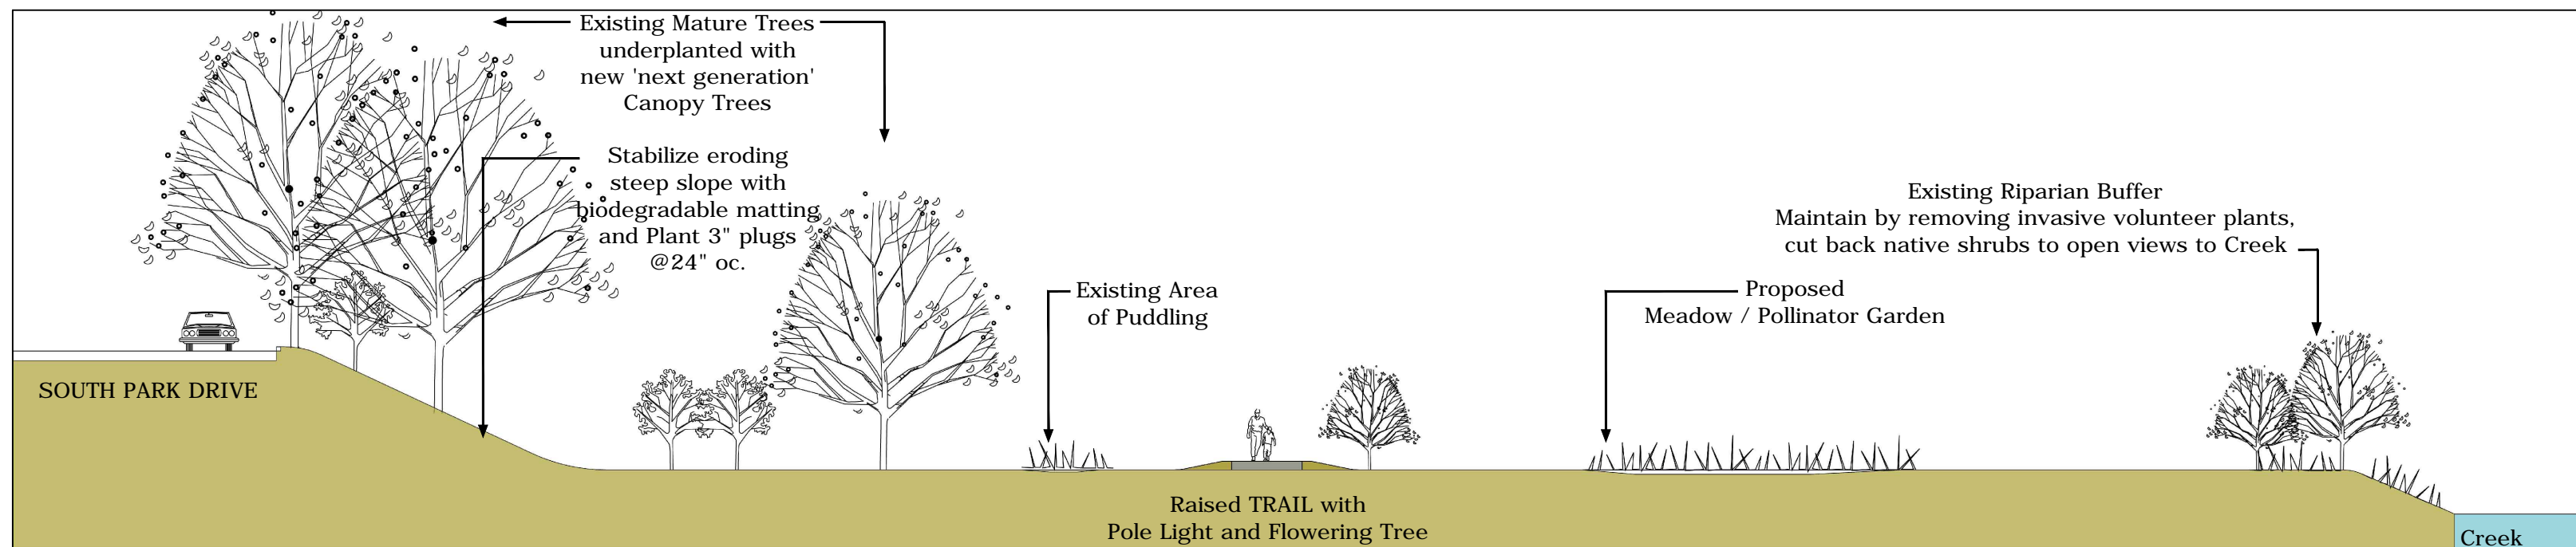 Existing Mature Trees
underplanted with
new 'next generation'
Canopy Trees
Stabilize eroding
steep slope with
biodegradable matting
and Plant 3" plugs
@24" oc.
Existing Area
of Puddling
Existing Riparian Buffer
Maintain by removing invasive volunteer plants,
cut back native shrubs to open views to Creek
Proposed
Meadow / Pollinator Garden
SOUTH PARK DRIVE
Raised TRAIL with
Pole Light and Flowering Tree
Creek